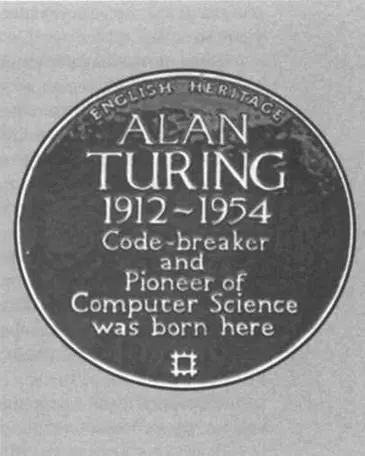 ENGLISH HERITAGE
ALAN
TURING
1912~1954
Code-breaker
and
Pioneer of
Computer Science
was born here